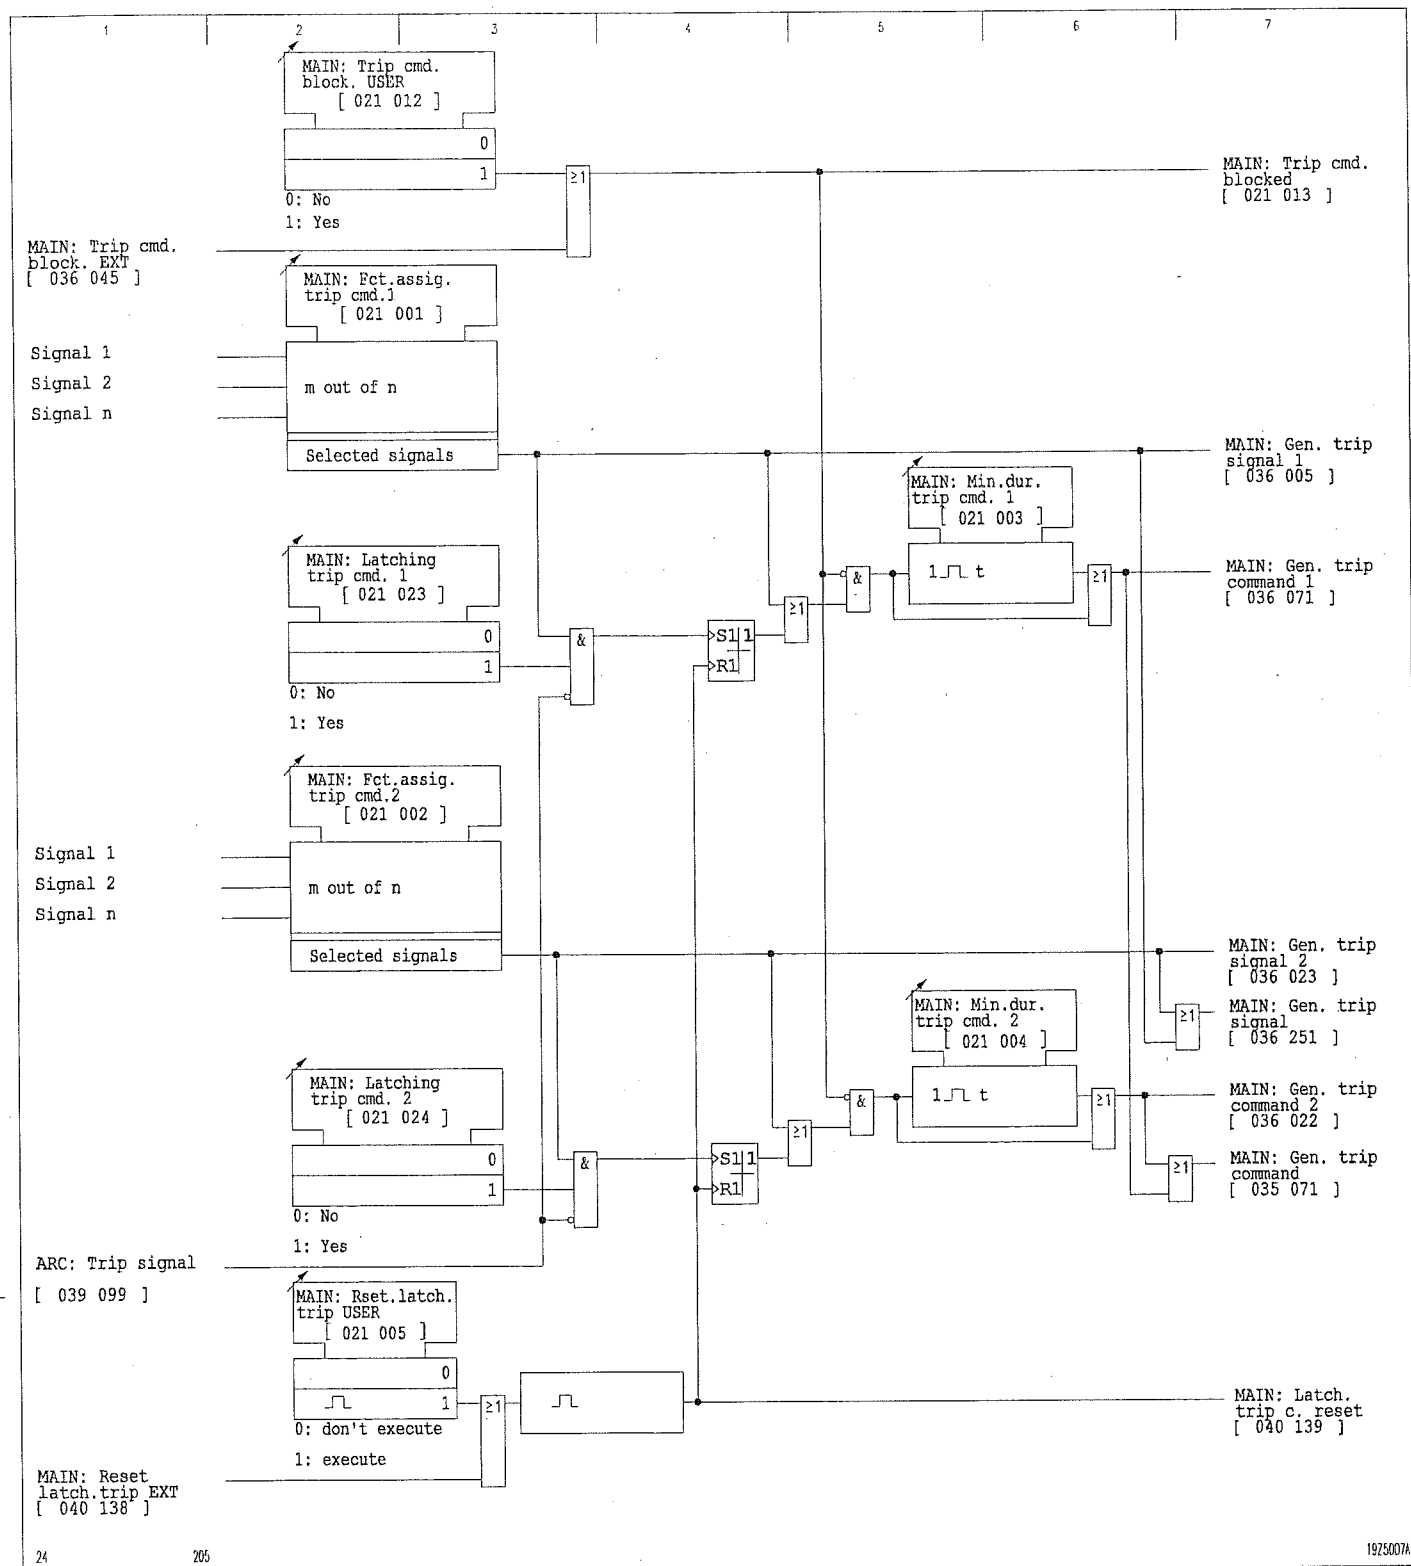 1 2 3 4 5 6 7
MAIN: Trip cmd.
block. USER
[ 021 012 ]
0
1
0: No
1: Yes
≥1
MAIN: Trip cmd.
blocked
[ 021 013 ]
MAIN: Trip cmd.
block. EXT
[ 036 045 ]
MAIN: Fct.assig.
trip cmd.1
[ 021 001 ]
Signal 1
Signal 2
Signal n
m out of n
Selected signals
MAIN: Gen. trip
signal 1
[ 036 005 ]
MAIN: Min.dur.
trip cmd. 1
[ 021 003 ]
1 t
&
≥1
≥1
MAIN: Gen. trip
command 1
[ 036 071 ]
MAIN: Latching
trip cmd. 1
[ 021 023 ]
0
1
0: No
1: Yes
&
S1 1
R1
MAIN: Fct.assig.
trip cmd.2
[ 021 002 ]
Signal 1
Signal 2
Signal n
m out of n
Selected signals
MAIN: Gen. trip
signal 2
[ 036 023 ]
MAIN: Min.dur.
trip cmd. 2
[ 021 004 ]
≥1
MAIN: Gen. trip
signal
[ 036 251 ]
MAIN: Latching
trip cmd. 2
[ 021 024 ]
0
1
0: No
1: Yes
&
S1 1
R1
≥1
&
1 t
≥1
MAIN: Gen. trip
command 2
[ 036 022 ]
≥1
MAIN: Gen. trip
command
[ 035 071 ]
ARC: Trip signal
[ 039 099 ]
MAIN: Rset.latch.
trip USER
[ 021 005 ]
0
1
0: don't execute
1: execute
≥1
MAIN: Latch.
trip c. reset
[ 040 139 ]
MAIN: Reset
latch.trip EXT
[ 040 138 ]
24 205
19Z5007A